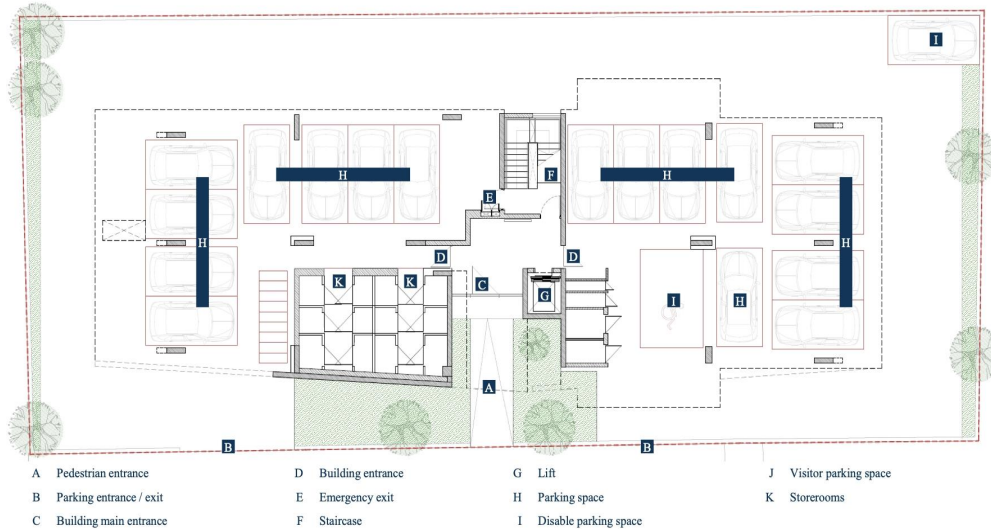 I
H
H
F
E
H
H
D
D
K
K
C
G
I
H
A
B
B
A Pedestrian entrance
B Parking entrance / exit
C Building main entrance
D Building entrance
E Emergency exit
F Staircase
G Lift
H Parking space
I Disable parking space
J Visitor parking space
K Storerooms